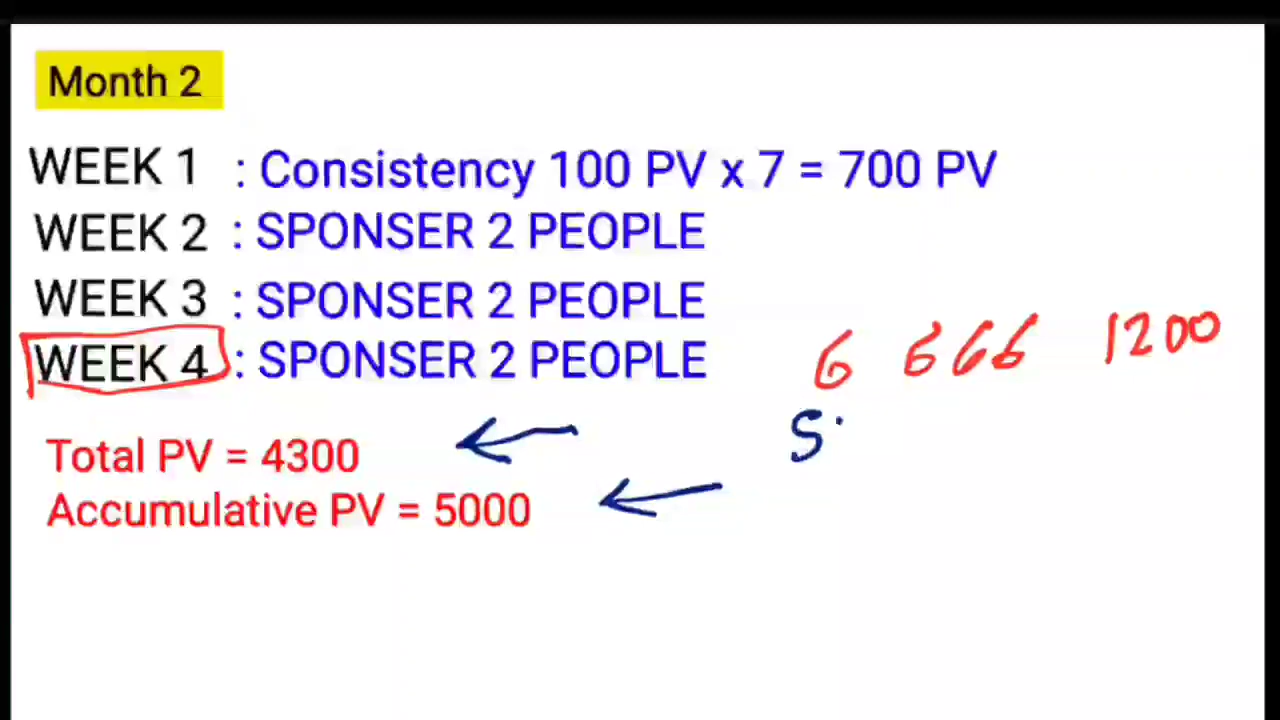 Month 2
WEEK 1 : Consistency 100 PV x 7 = 700 PV
WEEK 2 : SPONSER 2 PEOPLE
WEEK 3 : SPONSER 2 PEOPLE
WEEK 4 : SPONSER 2 PEOPLE
6 666 1200
S
Total PV = 4300
Accumulative PV = 5000